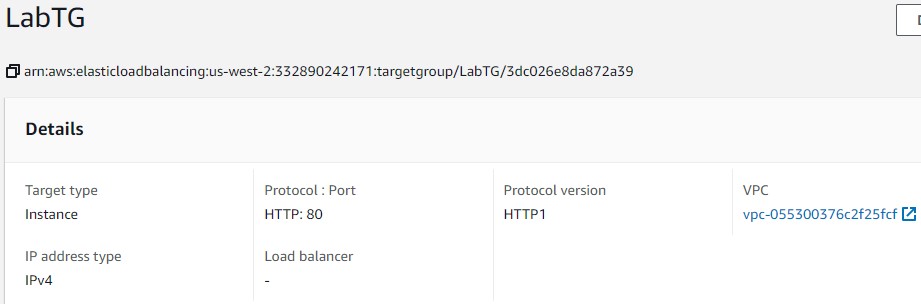 LabTG
arn:aws:elasticloadbalancing:us-west-2:332890242171:targetgroup/LabTG/3dc026e8da872a39
Details
Target type
Instance
Protocol : Port
HTTP: 80
Protocol version
HTTP1
VPC
vpc-055300376c2f25fcf
IP address type
IPv4
Load balancer
-